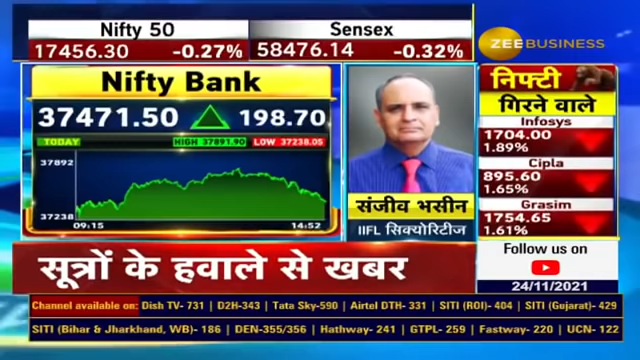 Nifty 50
17456.30 -0.27%
Sensex
58476.14 -0.32%
ZEE BUSINESS
Nifty Bank
37471.50 198.70
TODAY HIGH 37891.90 LOW 37238.05
37892
37238
09:15 14:52
संजीव भसीन
IIFL सिक्योरिटीज
निफ्टी
गिरने वाले
Infosys
1704.00
1.89%
Cipla
895.60
1.65%
Grasim
1754.65
1.61%
सूत्रों के हवाले से खबर
Follow us on
24/11/2021
Channel available on: Dish TV- 731 | D2H-343 | Tata Sky-590 | Airtel DTH- 331 | SITI (ROI)- 404 | SITI (Gujarat)- 429
SITI (Bihar & Jharkhand, WB)- 186 | DEN-355/356 | Hathway- 241 | GTPL- 259 | Fastway- 220 | UCN- 122